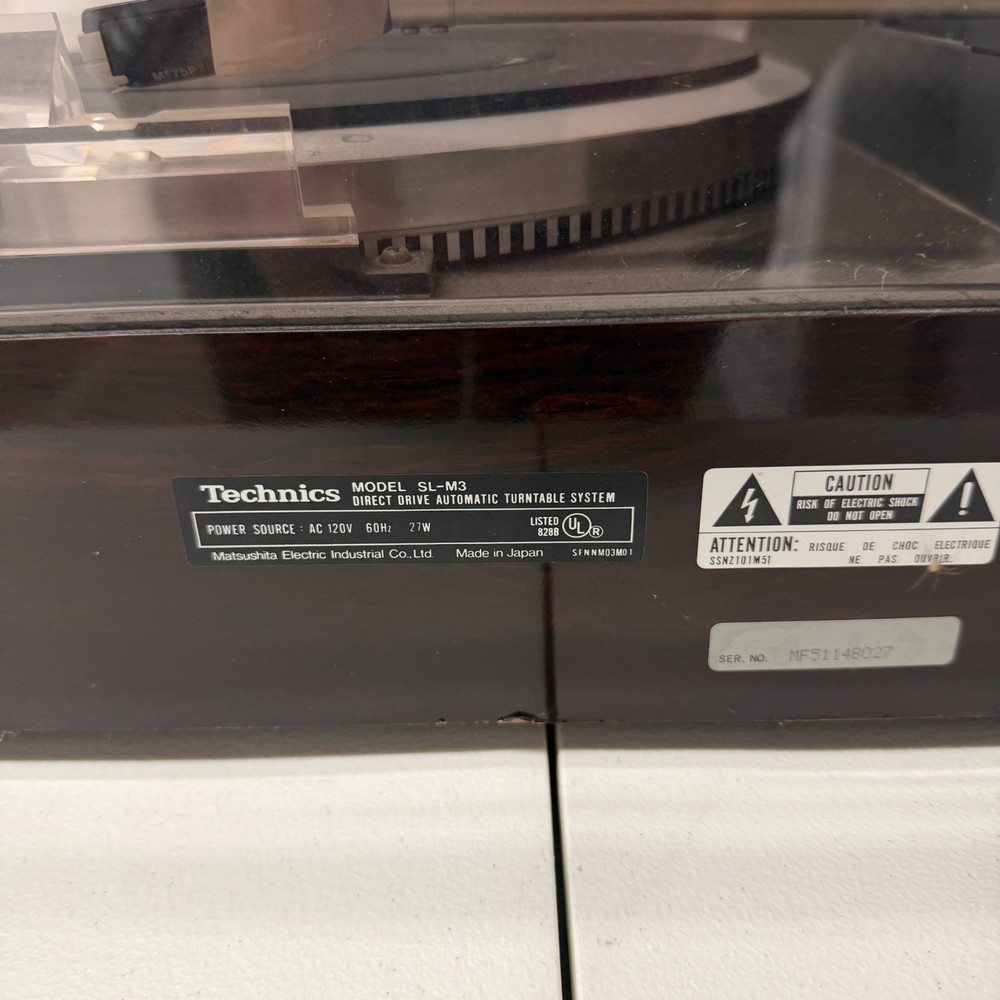 Technics MODEL SL-M3
DIRECT DRIVE AUTOMATIC TURNTABLE SYSTEM
POWER SOURCE : AC 120V 60Hz 27W
LISTED
828B
UL
R
Matsushita Electric Industrial Co., Ltd. Made in Japan SFNNM03M01
CAUTION
RISK OF ELECTRIC SHOCK
DO NOT OPEN
!
ATTENTION: RISQUE DE CHOC ELECTRIQUE
SSNZ101M51 NE PAS OUVRIR
SER. NO. MF5114B027